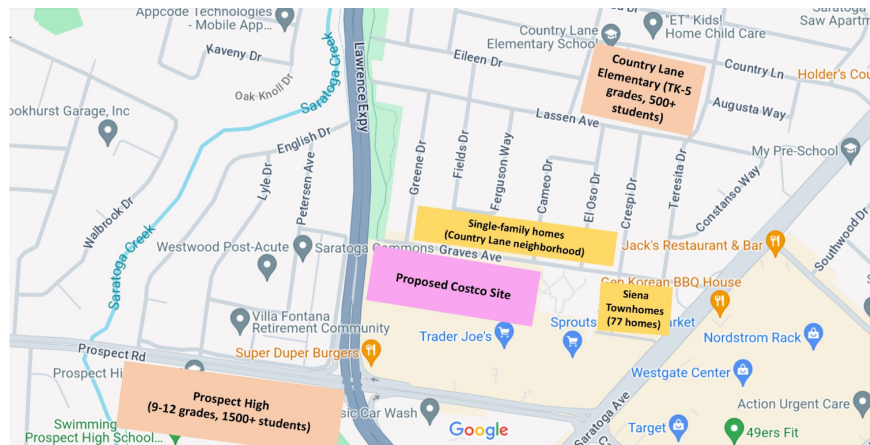 Appcode Technologies
- Mobile App...
Kaveny Dr
Oak-Knoll Dr
Saratoga Creek
Saratoga Creek
ookhurst Garage, Inc
English Dr
Lyle Dr
Petersen Ave
Walbrook Dr
Saratoga Creek
Westwood Post-Acute
Saratoga Commons
Villa Fontana
Retirement Community
Prospect Rd
Super Duper Burgers
Prospect Hi
Prospect High
(9-12 grades, 1500+ students)
Swimming
Prospect High School...
Lawrence Expy
Country Lane
Elementary School
"ET" Kids!
Home Child Care
Saratoga
Saw Apartm
Eileen Dr
Country Lane
Elementary (TK-5
grades, 500+
students)
Country Ln
Holder's Cou
Augusta Way
Lassen Ave
My Pre-School
Greene Dr
Fields Dr
Ferguson Way
Cameo Dr
El Oso Dr
Crespi Dr
Teresita Dr
Constanso Way
Southwood Dr
Single-family homes
(Country Lane neighborhood)
Graves Ave
Jack's Restaurant & Bar
Gen Korean BBQ House
Proposed Costco Site
Siena
Townhomes
(77 homes)
Trader Joe's
Sprouts
arket
Nordstrom Rack
Westgate Center
Saratoga Ave
Action Urgent Care
Target
49ers Fit
sic Car Wash
Google